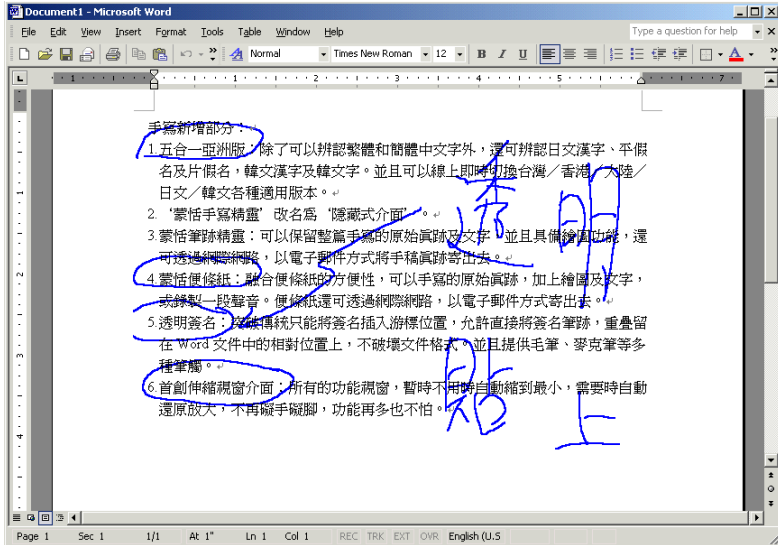 Document1 - Microsoft Word
File Edit View Insert Format Tools Table Window Help Type a question for help
Normal Times New Roman 12 B I U A
1 1 2 3 4 5 7
手寫新增部分：
1.五合一亞洲版：除了可以辨認繁體和簡體中文字外，還可辨認日文漢字、平假
名及片假名，韓文漢字及韓文字。並且可以線上即時切換台灣／香港／大陸／
日文／韓文各種適用版本。
2.‘蒙恬手寫精靈’改名為‘隱藏式介面’。
3.蒙恬筆跡精靈：可以保留整篇手寫的原始真跡及文字，並且具備繪圖功能，還
可透過網際網路，以電子郵件方式將手稿真跡寄出去。
4.蒙恬便條紙：融合便條紙的方便性，可以手寫的原始真跡，加上繪圖及文字，
或錄製一段聲音。便條紙還可透過網際網路，以電子郵件方式寄出去。
5.透明簽名：突破傳統只能將簽名插入游標位置，允許直接將簽名筆跡，重疊留
在 Word 文件中的相對位置上，不破壞文件格式。並且提供毛筆、麥克筆等多
種筆觸。
6.首創伸縮視窗介面：所有的功能視窗，暫時不用時自動縮到最小，需要時自動
還原放大，不再礙手礙腳，功能再多也不怕。
透明
貼上
Page 1 Sec 1 1/1 At 1" Ln 1 Col 1 REC TRK EXT OVR English (U.S